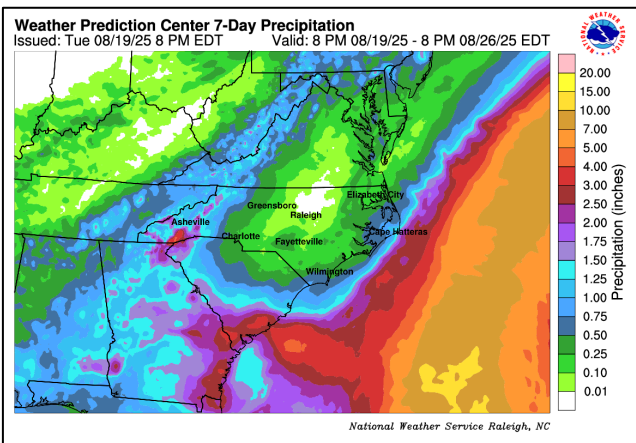 Weather Prediction Center 7-Day Precipitation
Issued: Tue 08/19/25 8 PM EDT Valid: 8 PM 08/19/25 - 8 PM 08/26/25 EDT
NATIONAL WEATHER SERVICE
20.00
15.00
10.00
7.00
5.00
4.00
3.00
2.50
2.00
1.75
1.50
1.25
1.00
0.75
0.50
0.25
0.10
0.01
Precipitation (inches)
Elizabeth City
Greensboro
Raleigh
Asheville
Cape Hatteras
Charlotte
Fayetteville
Wilmington
National Weather Service Raleigh, NC